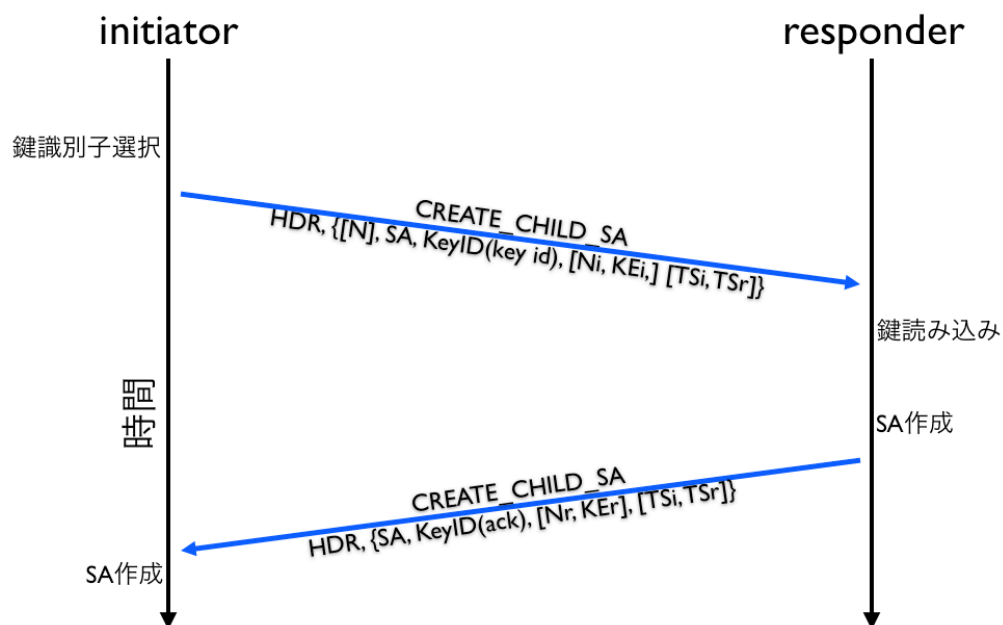 initiator
responder
鍵識別子選択
CREATE_CHILD_SA
HDR, {[N], SA, KeyID(key id), [Ni, KEi,] [TSi, TSr]}
鍵読み込み
時間
SA作成
CREATE_CHILD_SA
HDR, {SA, KeyID(ack), [Nr, KEr], [TSi, TSr]}
SA作成